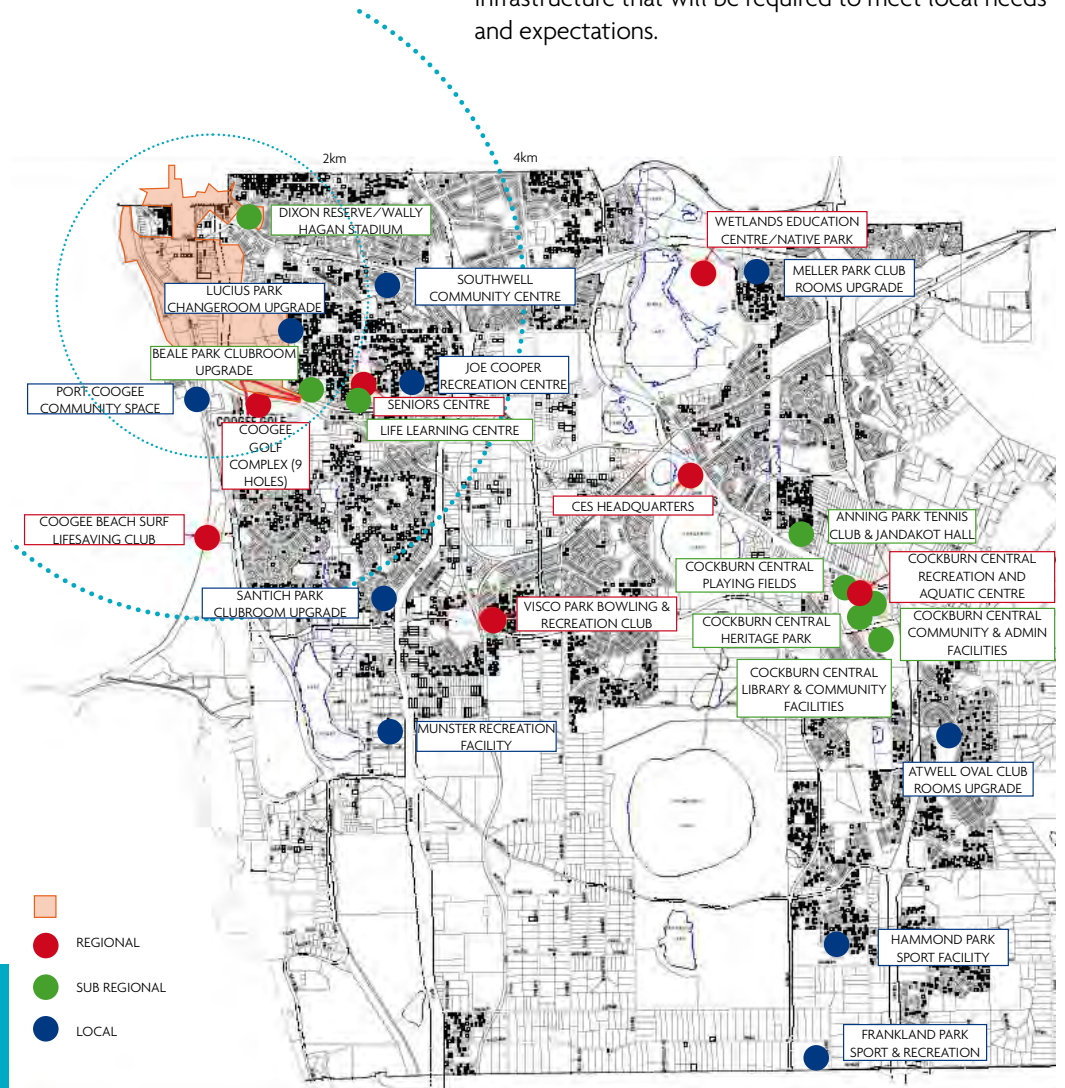 infrastructure that will be required to meet local needs
and expectations.
2km
4km
DIXON RESERVE/WALLY
HAGAN STADIUM
WETLANDS EDUCATION
CENTRE/NATIVE PARK
MELLER PARK CLUB
ROOMS UPGRADE
SOUTHWELL
COMMUNITY CENTRE
LUCIUS PARK
CHANGEROOM UPGRADE
BEALE PARK CLUBROOM
UPGRADE
JOE COOPER
RECREATION CENTRE
PORT COOGEE
COMMUNITY SPACE
SENIORS CENTRE
LIFE LEARNING CENTRE
COOGEE GOLF
COOGEE
GOLF
COMPLEX (9
HOLES)
CES HEADQUARTERS
COOGEE BEACH SURF
LIFESAVING CLUB
ANNING PARK TENNIS
CLUB & JANDAKOT HALL
COCKBURN CENTRAL
PLAYING FIELDS
COCKBURN CENTRAL
RECREATION AND
AQUATIC CENTRE
SANTICH PARK
CLUBROOM UPGRADE
VISCO PARK BOWLING &
RECREATION CLUB
COCKBURN CENTRAL
HERITAGE PARK
COCKBURN CENTRAL
COMMUNITY & ADMIN
FACILITIES
COCKBURN CENTRAL
LIBRARY & COMMUNITY
FACILITIES
MUNSTER RECREATION
FACILITY
ATWELL OVAL CLUB
ROOMS UPGRADE
REGIONAL
SUB REGIONAL
LOCAL
HAMMOND PARK
SPORT FACILITY
FRANKLAND PARK
SPORT & RECREATION